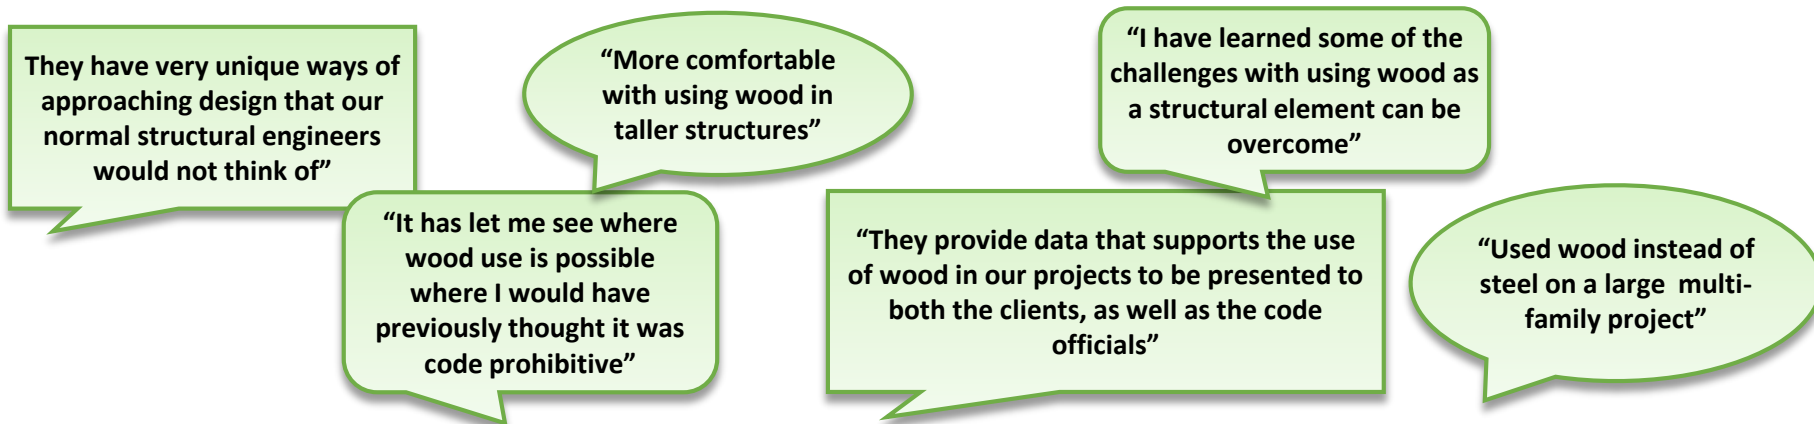 They have very unique ways of
approaching design that our
normal structural engineers
would not think of”
“More comfortable
with using wood in
taller structures”
“I have learned some of the
challenges with using wood as
a structural element can be
overcome”
“It has let me see where
wood use is possible
where I would have
previously thought it was
code prohibitive”
“They provide data that supports the use
of wood in our projects to be presented to
both the clients, as well as the code
officials”
“Used wood instead of
steel on a large  multi-
family project”